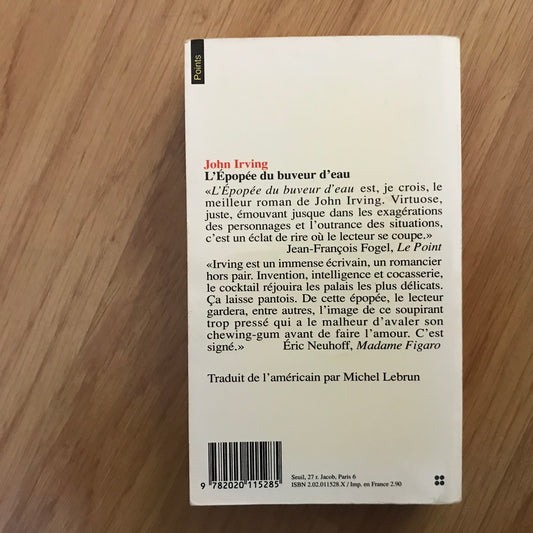 Points
John Irving
L'Épopée du buveur d'eau
«L'Épopée du buveur d'eau est, je crois, le
meilleur roman de John Irving. Virtuose,
juste, émouvant jusque dans les exagérations
des personnages et l'outrance des situations,
c'est un éclat de rire où le lecteur se coupe.»
Jean-François Fogel, Le Point
«Irving est un immense écrivain, un romancier
hors pair. Invention, intelligence et cocasserie,
le cocktail réjouira les palais les plus délicats.
Ça laisse pantois. De cette épopée, le lecteur
gardera, entre autres, l'image de ce soupirant
trop pressé qui a le malheur d'avaler son
chewing-gum avant de faire l'amour. C'est
signé.» Éric Neuhoff, Madame Figaro
Traduit de l'américain par Michel Lebrun
9 782020 115285
Seuil, 27 r. Jacob, Paris 6
ISBN 2.02.011528.X / Imp. en France 2.90